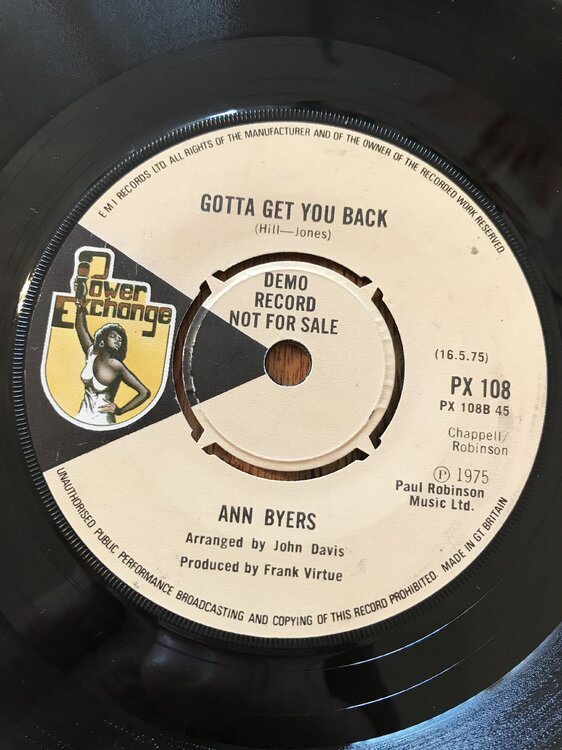 E M I RECORDS LTD. ALL RIGHTS OF THE MANUFACTURER AND OF THE OWNER OF THE RECORDED WORK RESERVED.
GOTTA GET YOU BACK
(Hill—Jones)
DEMO
RECORD
NOT FOR SALE
Power
Exchange
(16.5.75)
PX 108
PX 108B 45
Chappell/
Robinson
Ⓟ 1975
Paul Robinson
Music Ltd.
ANN BYERS
Arranged by John Davis
Produced by Frank Virtue
UNAUTHORISED PUBLIC PERFORMANCE BROADCASTING AND COPYING OF THIS RECORD PROHIBITED. MADE IN GT BRITAIN